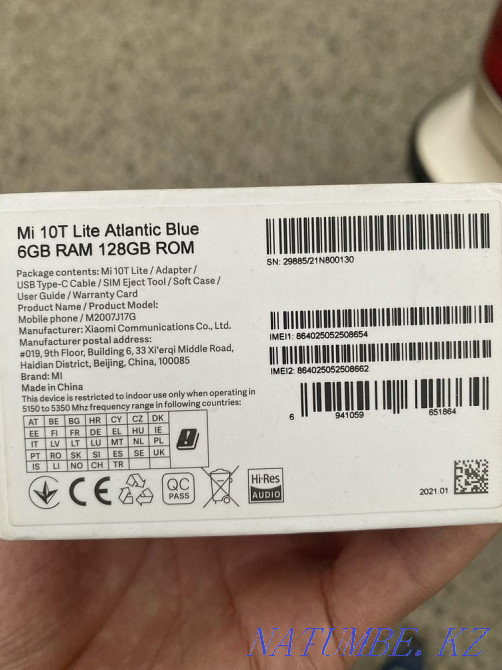 Mi 10T Lite Atlantic Blue
6GB RAM 128GB ROM
Package contents: Mi 10T Lite / Adapter /
USB Type-C Cable / SIM Eject Tool / Soft Case /
User Guide / Warranty Card
Product Name / Product Model:
Mobile phone / M2007J17G
Manufacturer: Xiaomi Communications Co., Ltd.
Manufacturer postal address:
#019, 9th Floor, Building 6, 33 Xi'erqi Middle Road,
Haidian District, Beijing, China, 100085
Brand: MI
Made in China
This device is restricted to indoor use only when operating in
5150 to 5350 Mhz frequency range in following countries:
AT BE BG HR CY CZ DK
EE FI FR DE EL HU IE
IT LV LT LU MT NL PL
PT RO SK SI ES SE UK
IS LI NO CH TR
CE
QC
PASS
Hi-Res
AUDIO
SN: 29885/21N800130
IMEI1: 864025052508654
IMEI2: 864025052508662
6 941059 651864
2021.01
NATUMBE.KZ